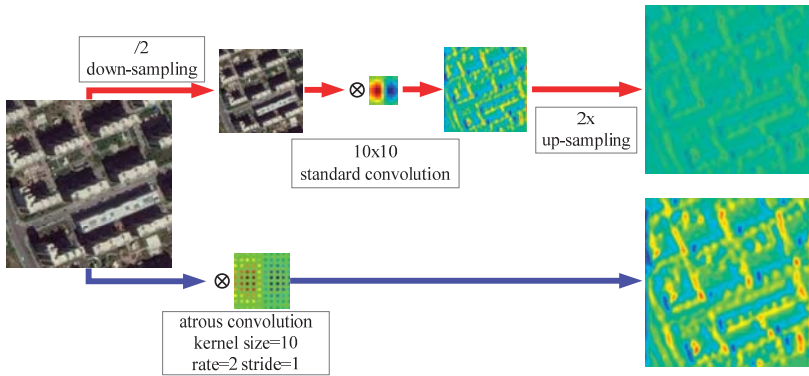 /2
down-sampling
10x10
standard convolution
2x
up-sampling
atrous convolution
kernel size=10
rate=2 stride=1